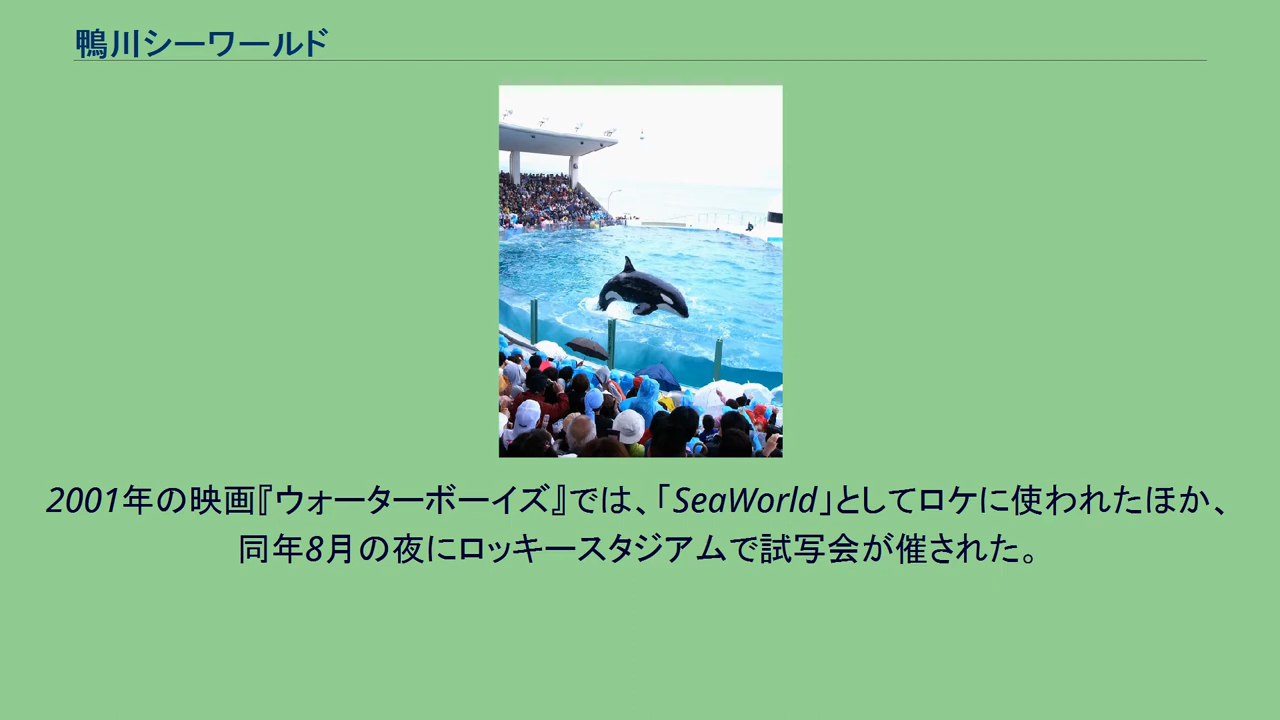 鴨川シーワールド
2001年の映画『ウォーターボーイズ』では、「SeaWorld」としてロケに使われたほか、
同年8月の夜にロッキースタジアムで試写会が催された。